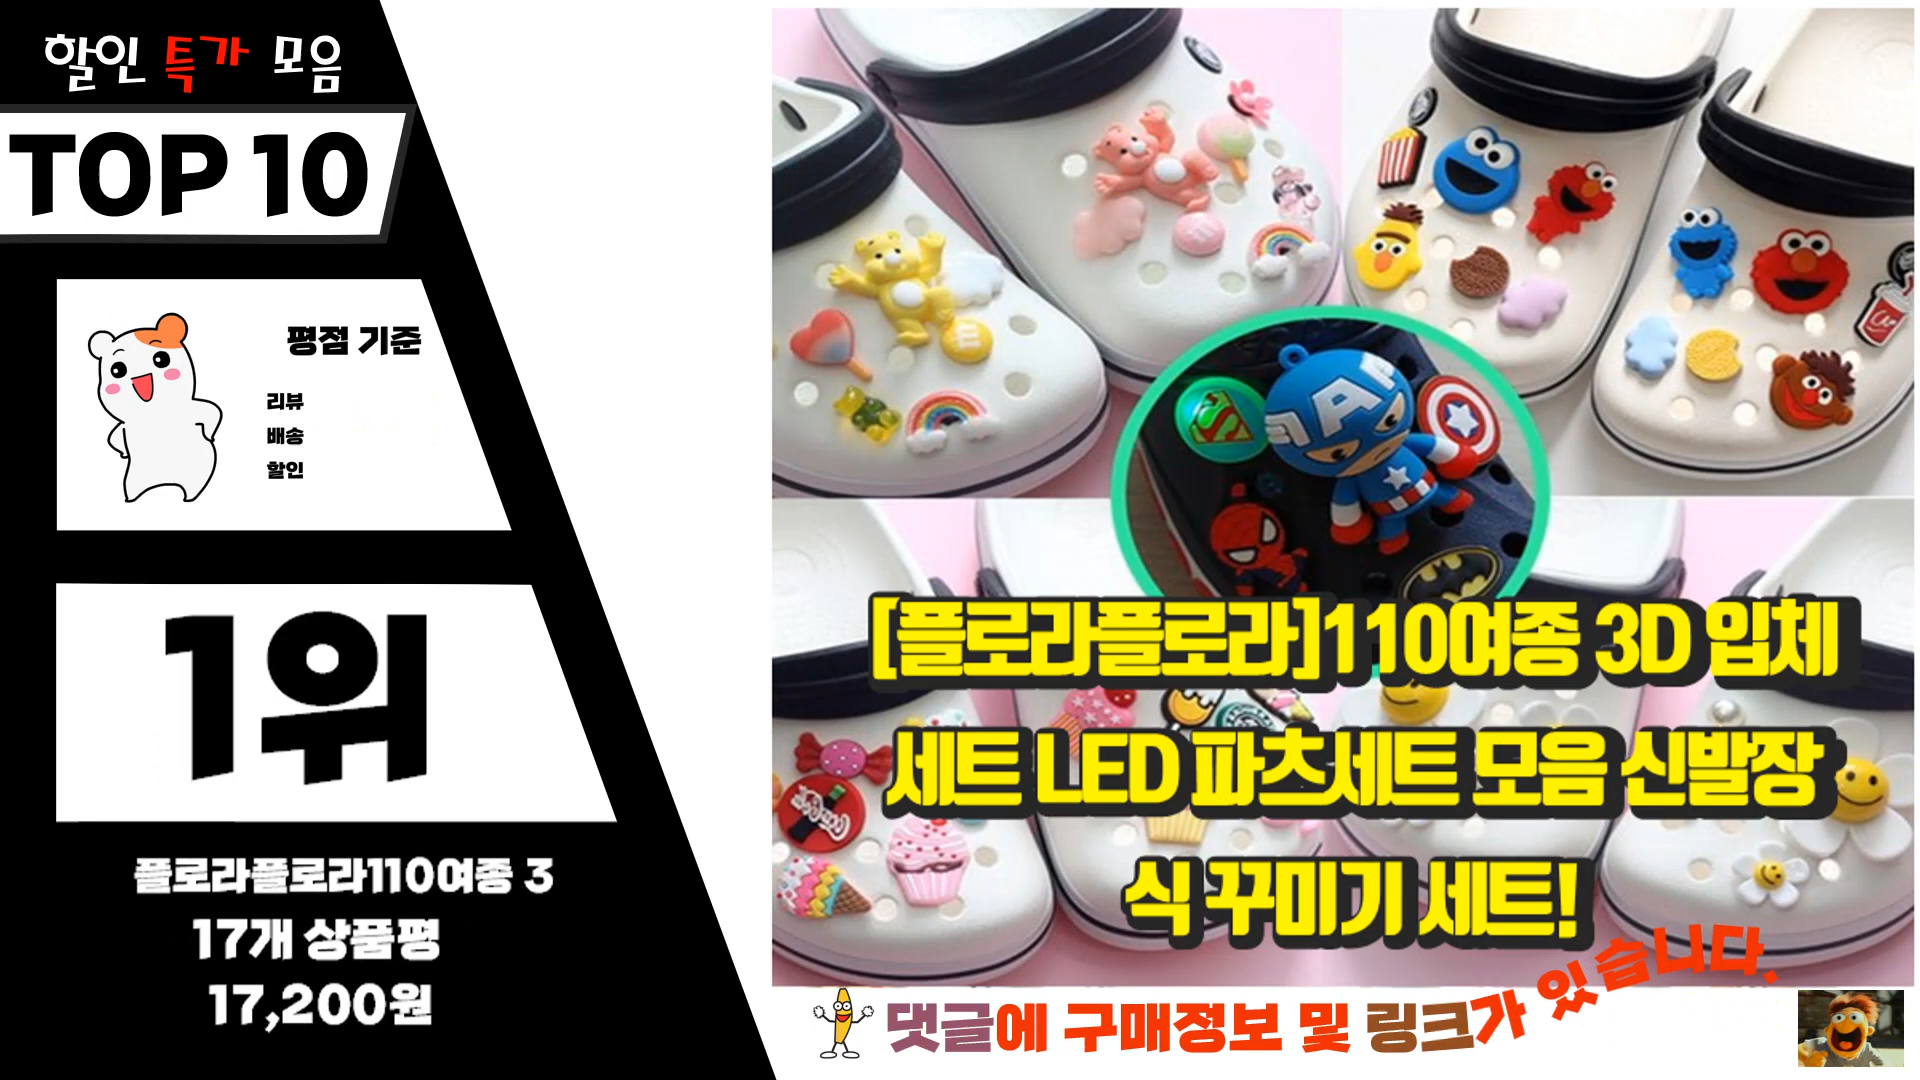 할인 특가 모음
TOP 10
평점 기준
리뷰
배송
할인
1위
플로라플로라110여종 3
17개 상품평
17,200원
[플로라플로라]110여종 3D 입체
세트 LED 파츠세트 모음 신발장
식 꾸미기 세트!
댓글에 구매정보 및 링크가 있습니다.